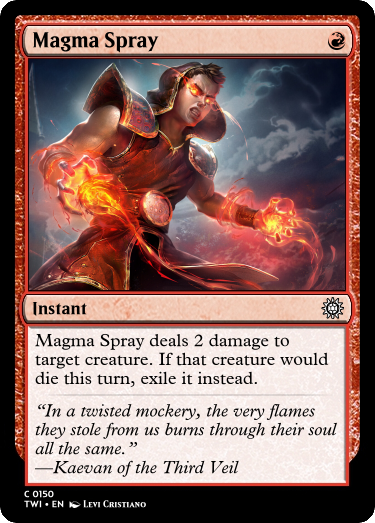 Magma Spray
Instant
Magma Spray deals 2 damage to
target creature. If that creature would
die this turn, exile it instead.
“In a twisted mockery, the very flames
they stole from us burns through their soul
all the same.”
—Kaevan of the Third Veil
C 0150
TWI • EN Levi Cristiano